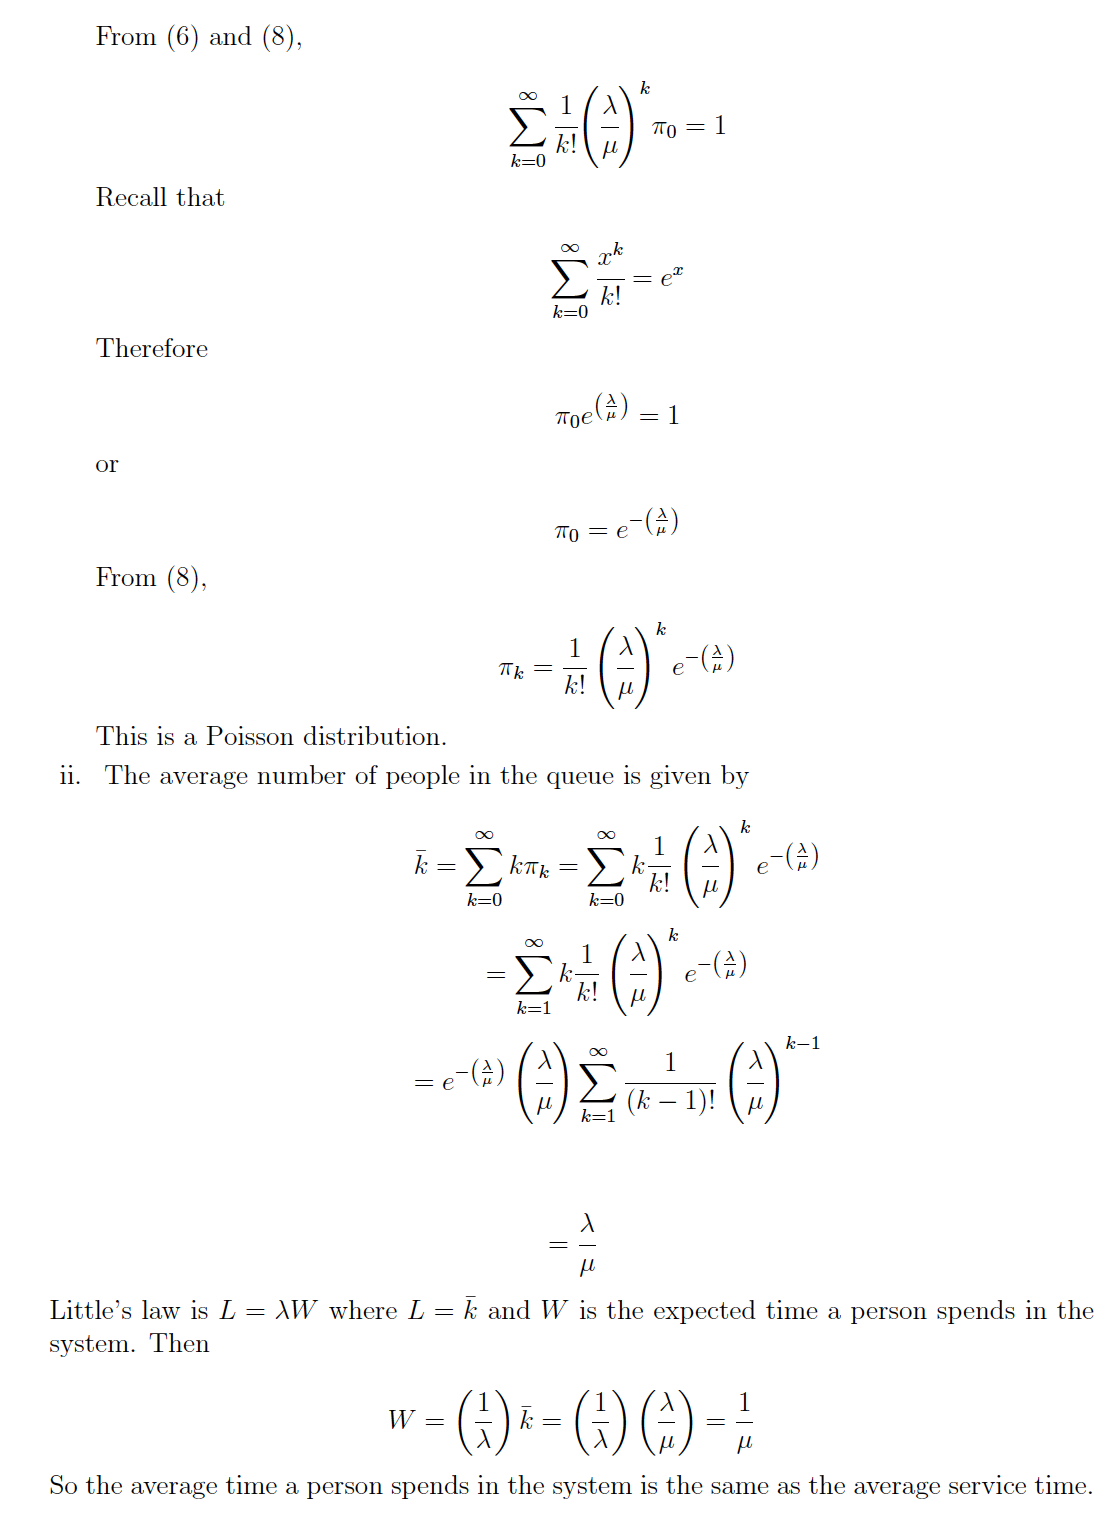 From (6) and (8),
$$\sum_{k=0}^{\infty} \frac{1}{k!} \left(\frac{\lambda}{\mu}\right)^k \pi_0 = 1$$
Recall that
$$\sum_{k=0}^{\infty} \frac{x^k}{k!} = e^x$$
Therefore
$$\pi_0 e^{\left(\frac{\lambda}{\mu}\right)} = 1$$
or
$$\pi_0 = e^{-\left(\frac{\lambda}{\mu}\right)}$$
From (8),
$$\pi_k = \frac{1}{k!} \left(\frac{\lambda}{\mu}\right)^k e^{-\left(\frac{\lambda}{\mu}\right)}$$
This is a Poisson distribution.
ii. The average number of people in the queue is given by
$$\bar{k} = \sum_{k=0}^{\infty} k\pi_k = \sum_{k=0}^{\infty} k\frac{1}{k!} \left(\frac{\lambda}{\mu}\right)^k e^{-\left(\frac{\lambda}{\mu}\right)}$$
$$= \sum_{k=1}^{\infty} k\frac{1}{k!} \left(\frac{\lambda}{\mu}\right)^k e^{-\left(\frac{\lambda}{\mu}\right)}$$
$$= e^{-\left(\frac{\lambda}{\mu}\right)} \left(\frac{\lambda}{\mu}\right) \sum_{k=1}^{\infty} \frac{1}{(k-1)!} \left(\frac{\lambda}{\mu}\right)^{k-1}$$
$$= \frac{\lambda}{\mu}$$
Little's law is $L = \lambda W$ where $L = \bar{k}$ and $W$ is the expected time a person spends in the
system. Then
$$W = \left(\frac{1}{\lambda}\right) \bar{k} = \left(\frac{1}{\lambda}\right) \left(\frac{\lambda}{\mu}\right) = \frac{1}{\mu}$$
So the average time a person spends in the system is the same as the average service time.